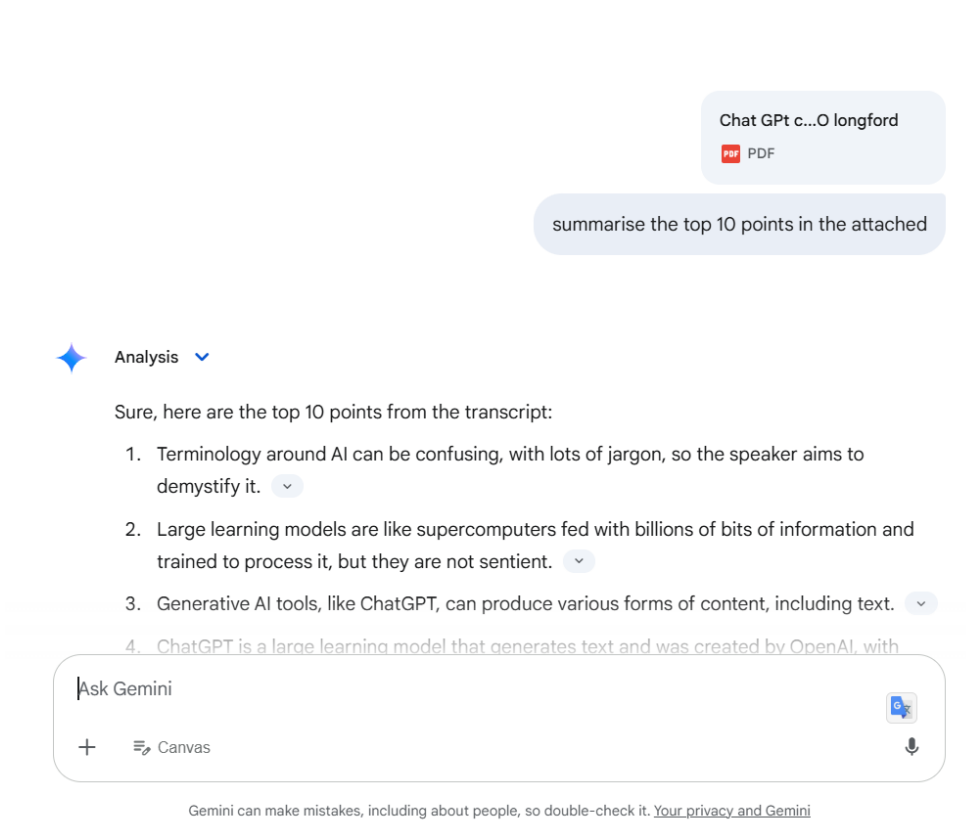 Chat GPt c...O longford
PDF PDF
summarise the top 10 points in the attached
Analysis
Sure, here are the top 10 points from the transcript:
1. Terminology around AI can be confusing, with lots of jargon, so the speaker aims to
demystify it.
2. Large learning models are like supercomputers fed with billions of bits of information and
trained to process it, but they are not sentient.
3. Generative AI tools, like ChatGPT, can produce various forms of content, including text.
4. ChatGPT is a large learning model that generates text and was created by OpenAI, with
Ask Gemini
G
Canvas
Gemini can make mistakes, including about people, so double-check it. Your privacy and Gemini